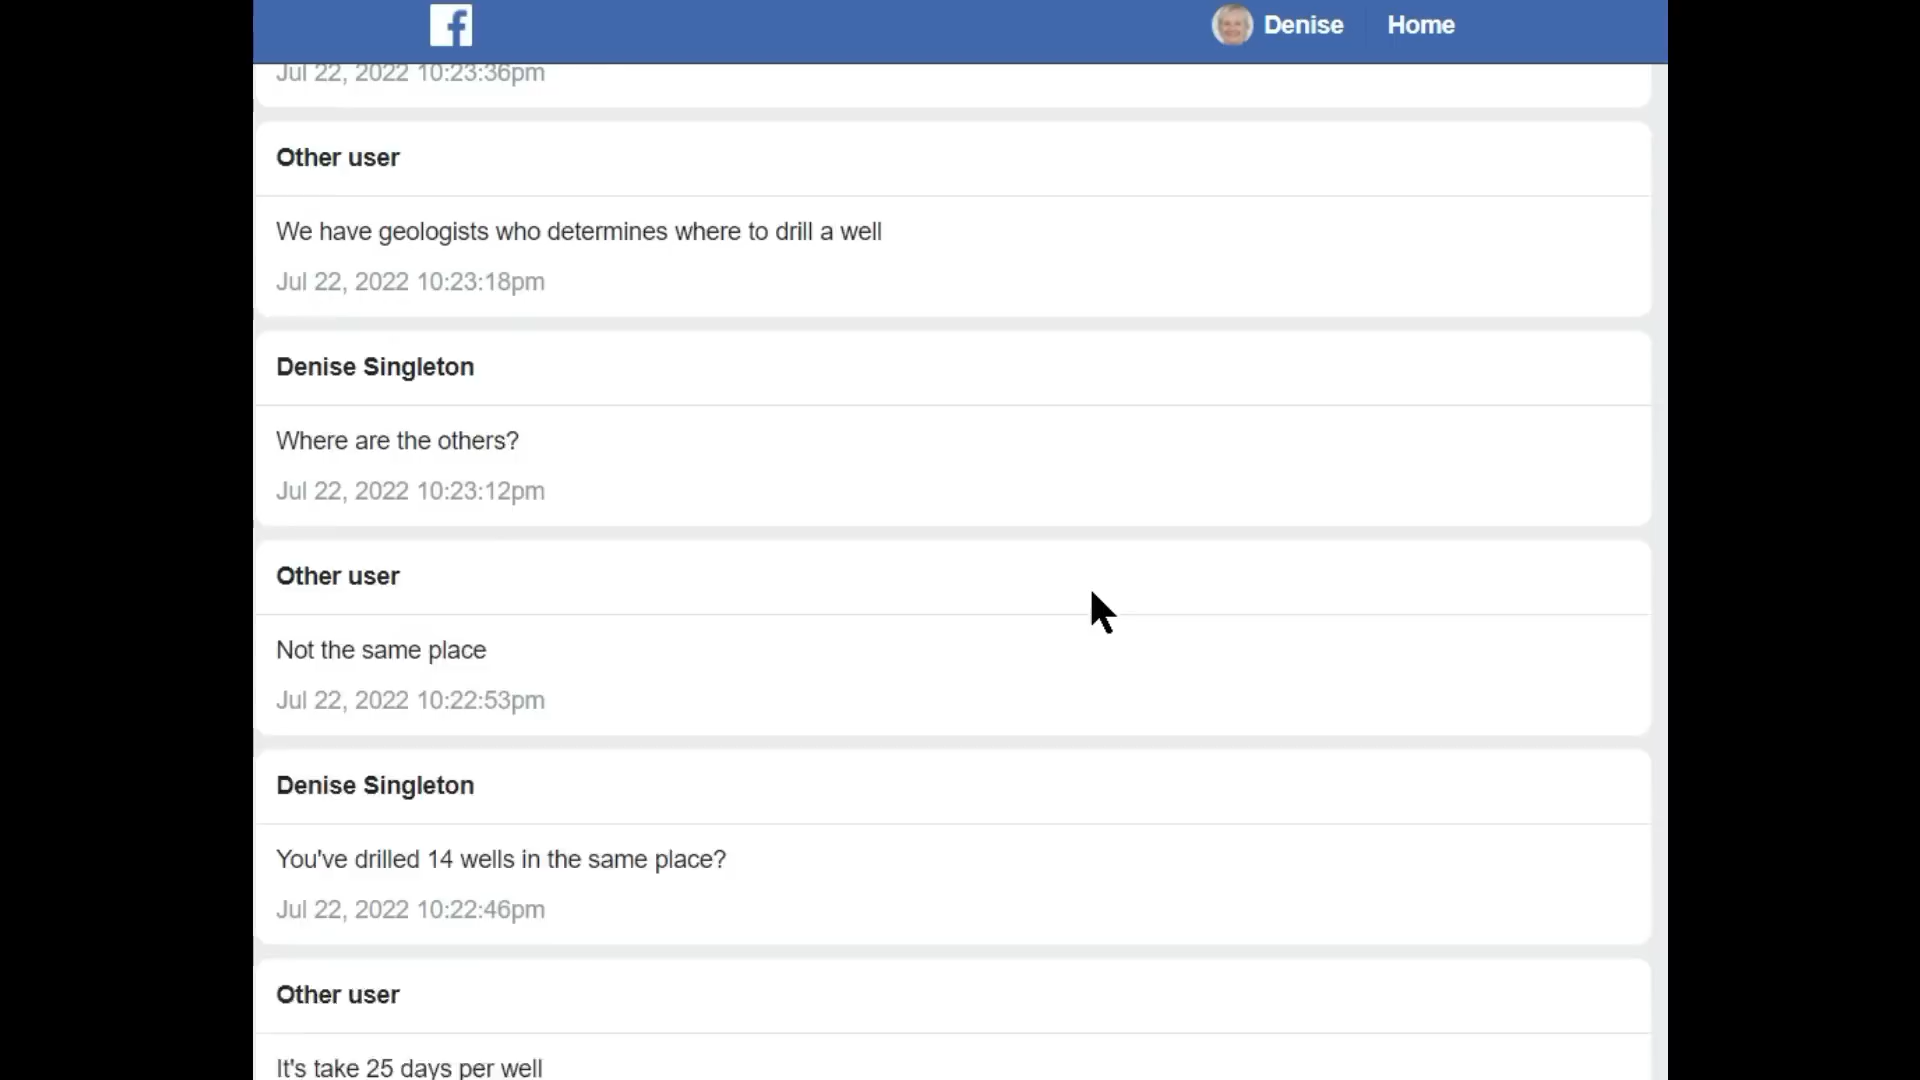 Denise Home
Jul 22, 2022 10:23:36pm
Other user
We have geologists who determines where to drill a well
Jul 22, 2022 10:23:18pm
Denise Singleton
Where are the others?
Jul 22, 2022 10:23:12pm
Other user
Not the same place
Jul 22, 2022 10:22:53pm
Denise Singleton
You've drilled 14 wells in the same place?
Jul 22, 2022 10:22:46pm
Other user
It's take 25 days per well